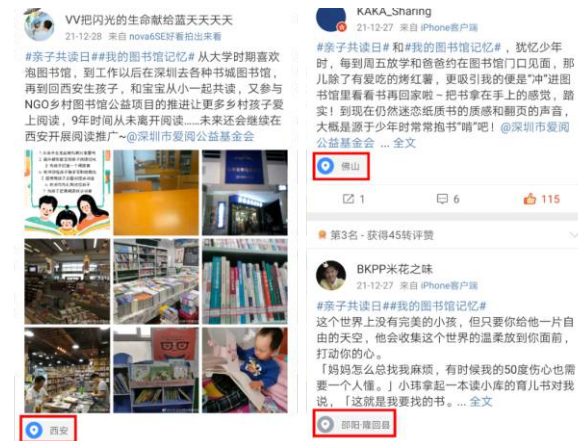 VV把闪光的生命献给蓝天天天天
21-12-28 来自 nova6SE好看拍出来看
#亲子共读日##我的图书馆记忆# 从大学时期喜欢
泡图书馆，到工作以后在深圳去各种书城图书馆，
再到回西安生孩子，和宝宝从小一起共读，又参与
NGO乡村图书馆公益项目的推进让更多乡村孩子爱
上阅读，9年时间从未离开阅读……未来还会继续在
西安开展阅读推广~@深圳市爱阅公益基金会
西安
KAKA_Sharing
21-12-27 来自 iPhone客户端
#亲子共读日# 和#我的图书馆记忆# ，犹忆少年
时，每到周五放学和爸爸约在图书馆门口见面，那
儿除了有爱吃的烤红薯，更吸引我的便是“冲”进图
书馆里看看书再回家啦～把书拿在手上的感觉，踏
实！到现在仍然迷恋纸质书的质感和翻页的声音，
大概是源于少年时常常抱书“啃”吧！@深圳市爱阅
公益基金会 ... 全文
佛山
1 6 115
第3名 - 获得45转评赞
BKPP米花之味
21-12-27 来自 iPhone客户端
#亲子共读日##我的图书馆记忆#
这个世界上没有完美的小孩，但只要你给他一片自
由的天空，他会收集这个世界的温柔放到你面前，
打动你的心。
「妈妈怎么总找我麻烦，有时候我的50度伤心也需
要一个人懂。」小玮拿起一本读小库的育儿书对我
说，「这就是我要找的书。... 全文
邵阳·隆回县